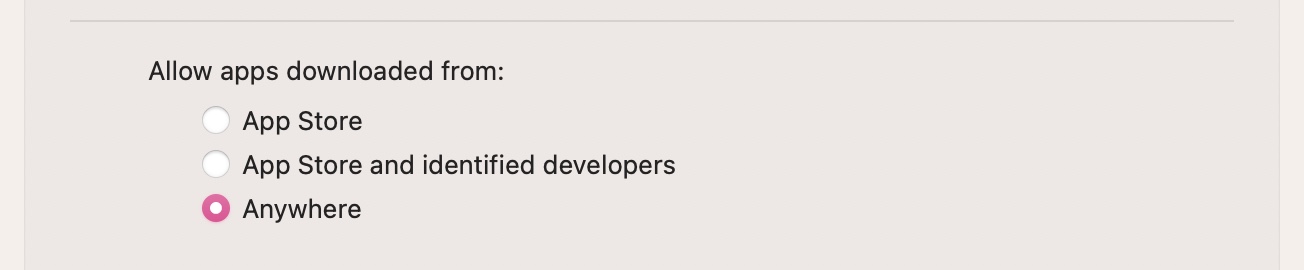 Allow apps downloaded from:
App Store
App Store and identified developers
Anywhere